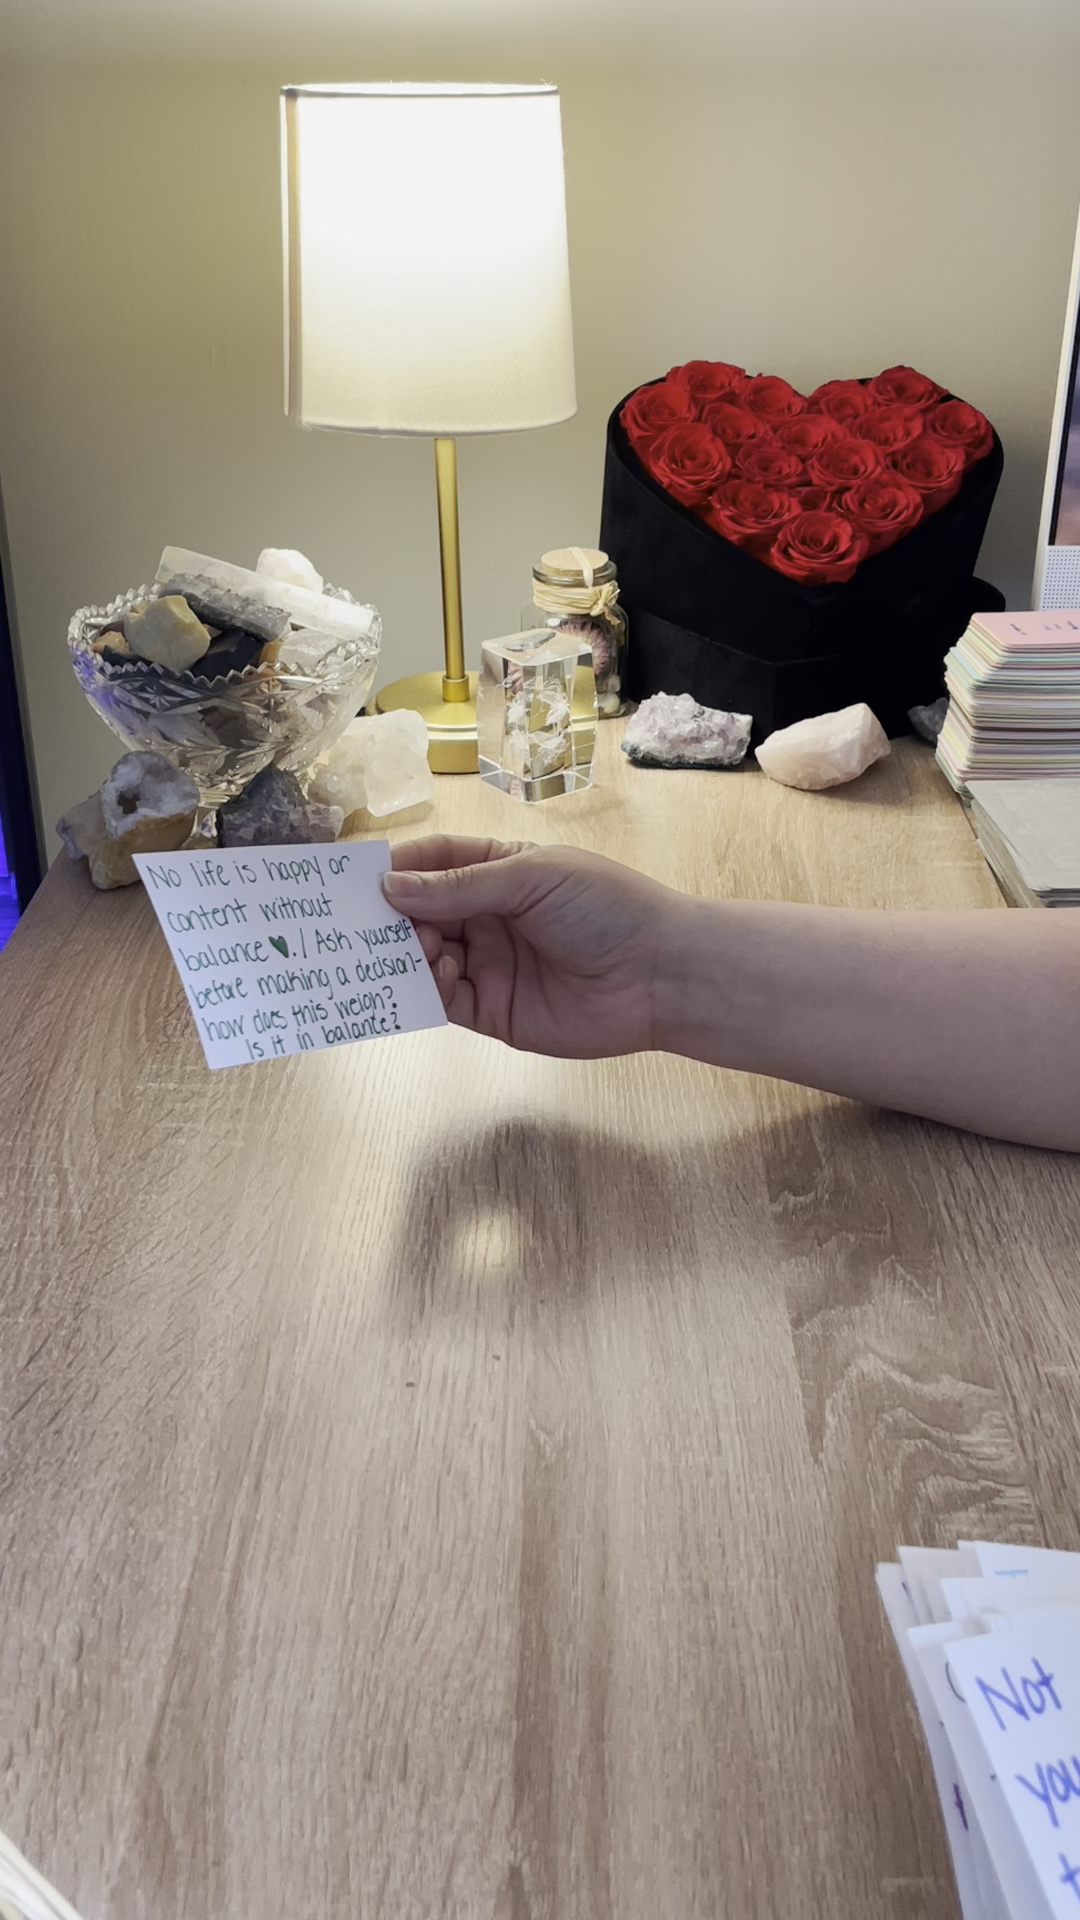 No life is happy or
content without
balance 💚. / Ask yourself
before making a decision-
how does this weigh?
Is it in balance?
Not
you
t